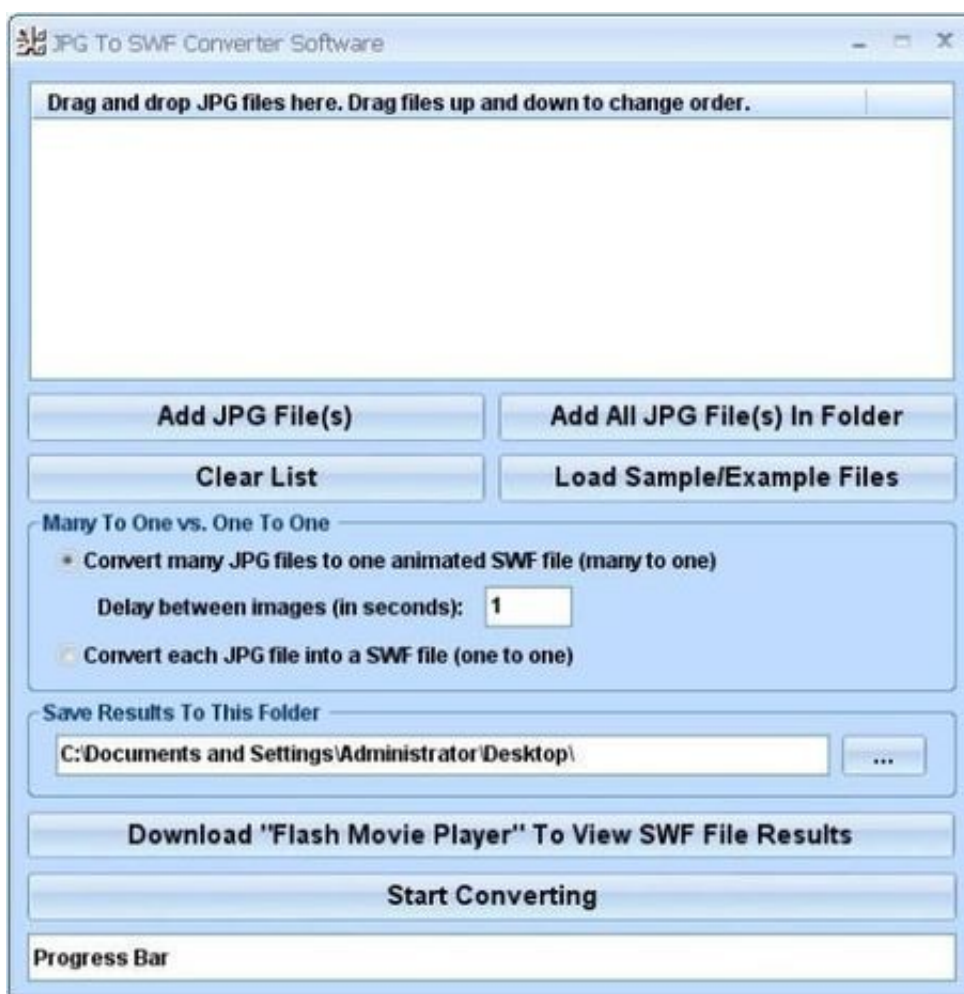 JPG To SWF Converter Software
Drag and drop JPG files here. Drag files up and down to change order.
Add JPG File(s)
Add All JPG File(s) In Folder
Clear List
Load Sample/Example Files
Many To One vs. One To One
Convert many JPG files to one animated SWF file (many to one)
Delay between images (in seconds): 1
Convert each JPG file into a SWF file (one to one)
Save Results To This Folder
C:\Documents and Settings\Administrator\Desktop\
...
Download "Flash Movie Player" To View SWF File Results
Start Converting
Progress Bar